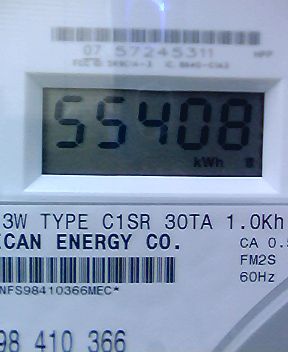 07 57245311
55408
kWh
3W TYPE C1SR 30TA 1.0Kh
ICAN ENERGY CO.
CA 0.5
FM2S
60Hz
NFS98410366MEC*
98 410 366